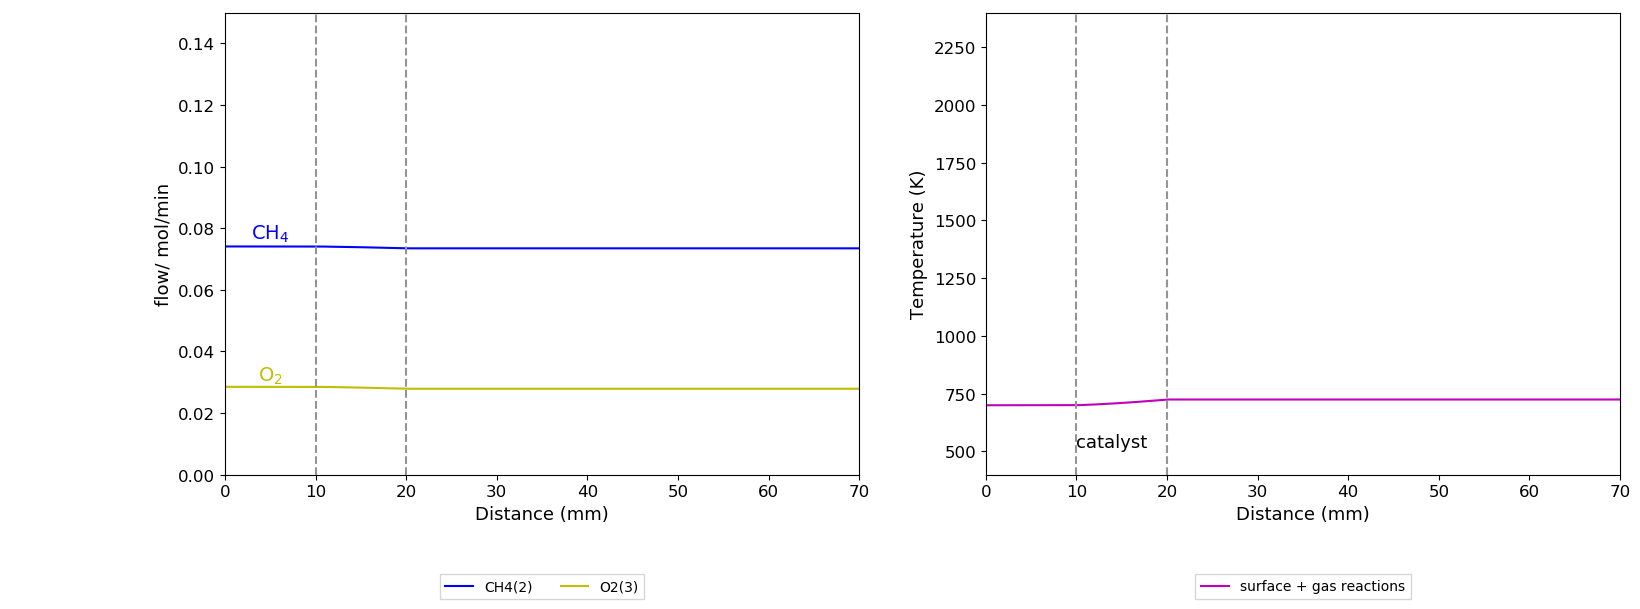 0.14
0.12
0.10
0.08
0.06
0.04
0.02
0.00
flow/ mol/min
CH₄
O₂
0 10 20 30 40 50 60 70
Distance (mm)
CH4(2) O2(3)
2250
2000
1750
1500
1250
1000
750
500
Temperature (K)
catalyst
0 10 20 30 40 50 60 70
Distance (mm)
surface + gas reactions